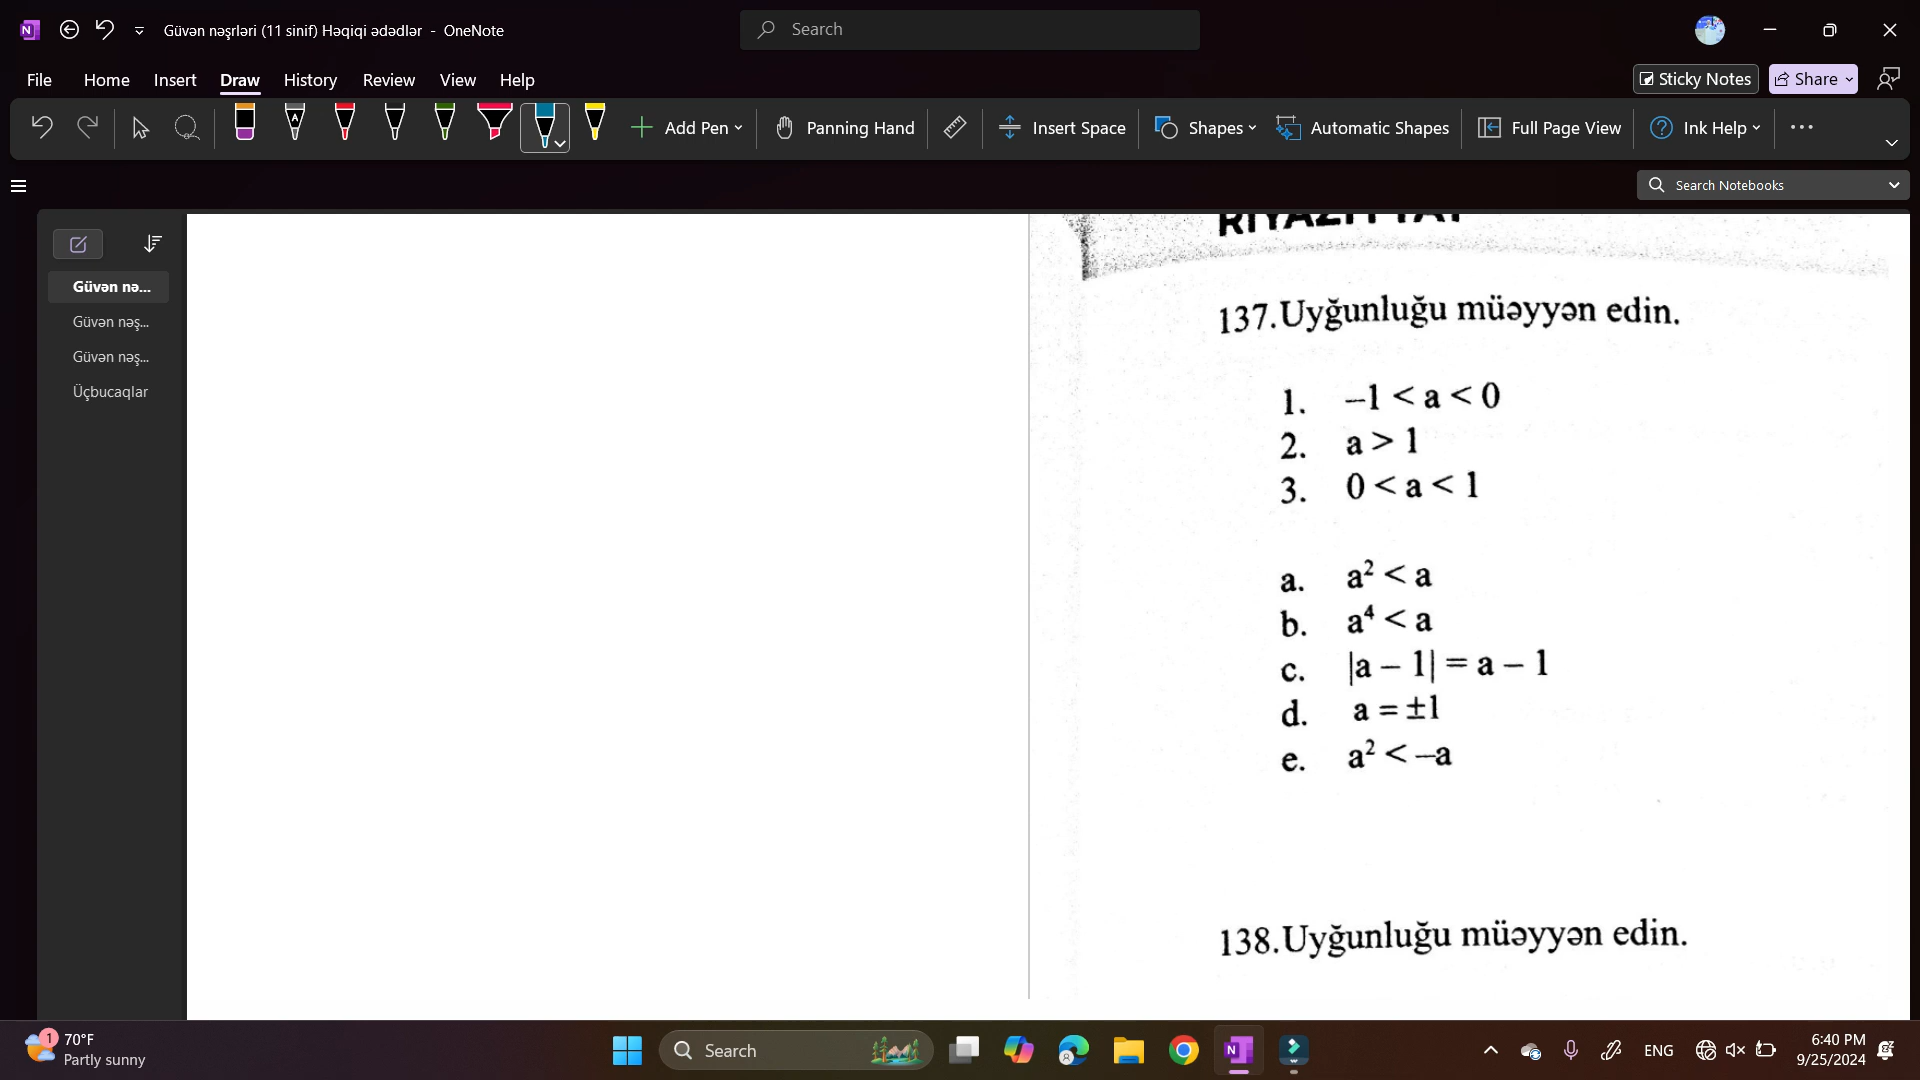 Güvən nəşrləri (11 sinif) Həqiqi ədədlər - OneNote
Search
File Home Insert Draw History Review View Help
Sticky Notes
Share
Add Pen
Panning Hand
Insert Space
Shapes
Automatic Shapes
Full Page View
Ink Help
Search Notebooks
Güvən nə...
Güvən nəş...
Güvən nəş...
Üçbucaqlar
137. Uyğunluğu müəyyən edin.
1. –1 < a < 0
2. a > 1
3. 0 < a < 1
a. a² < a
b. a⁴ < a
c. |a – 1| = a – 1
d. a = ±1
e. a² < –a
138. Uyğunluğu müəyyən edin.
1
70°F
Partly sunny
Search
ENG
6:40 PM
9/25/2024